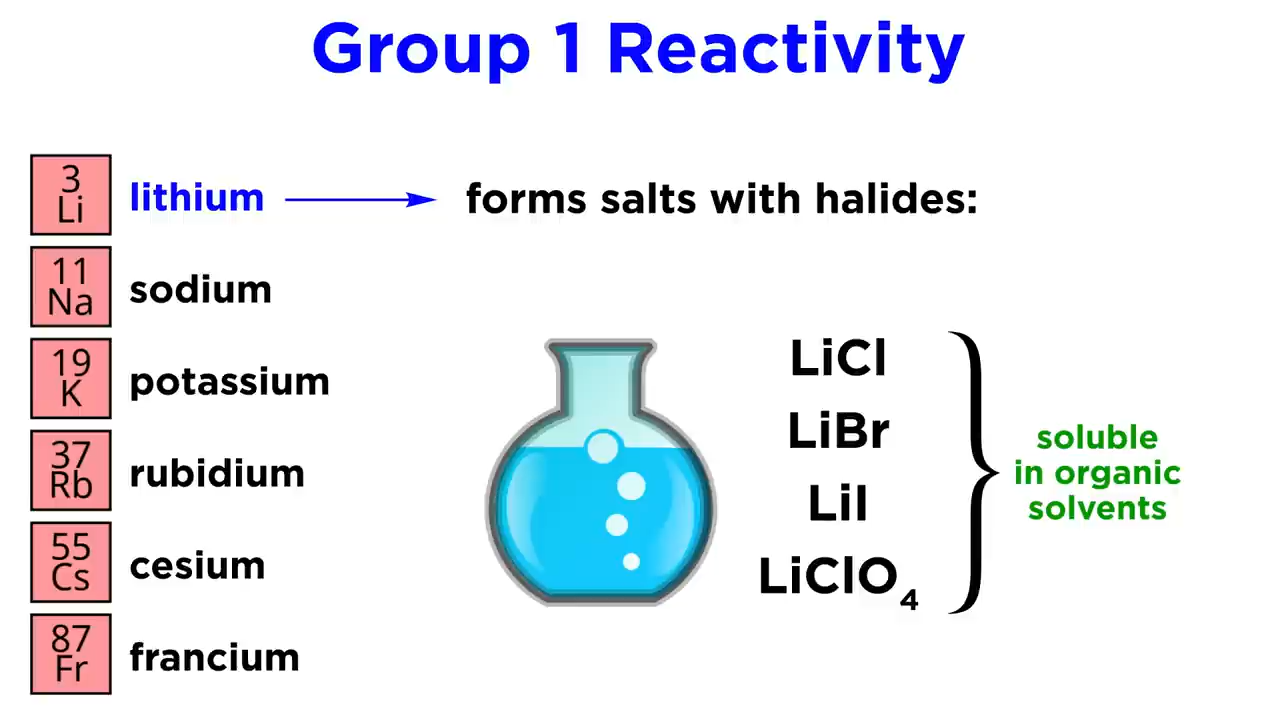 Group 1 Reactivity
3
Li
lithium
forms salts with halides:
11
Na
sodium
19
K
potassium
37
Rb
rubidium
55
Cs
cesium
87
Fr
francium
LiCl
LiBr
LiI
LiClO₄
soluble
in organic
solvents